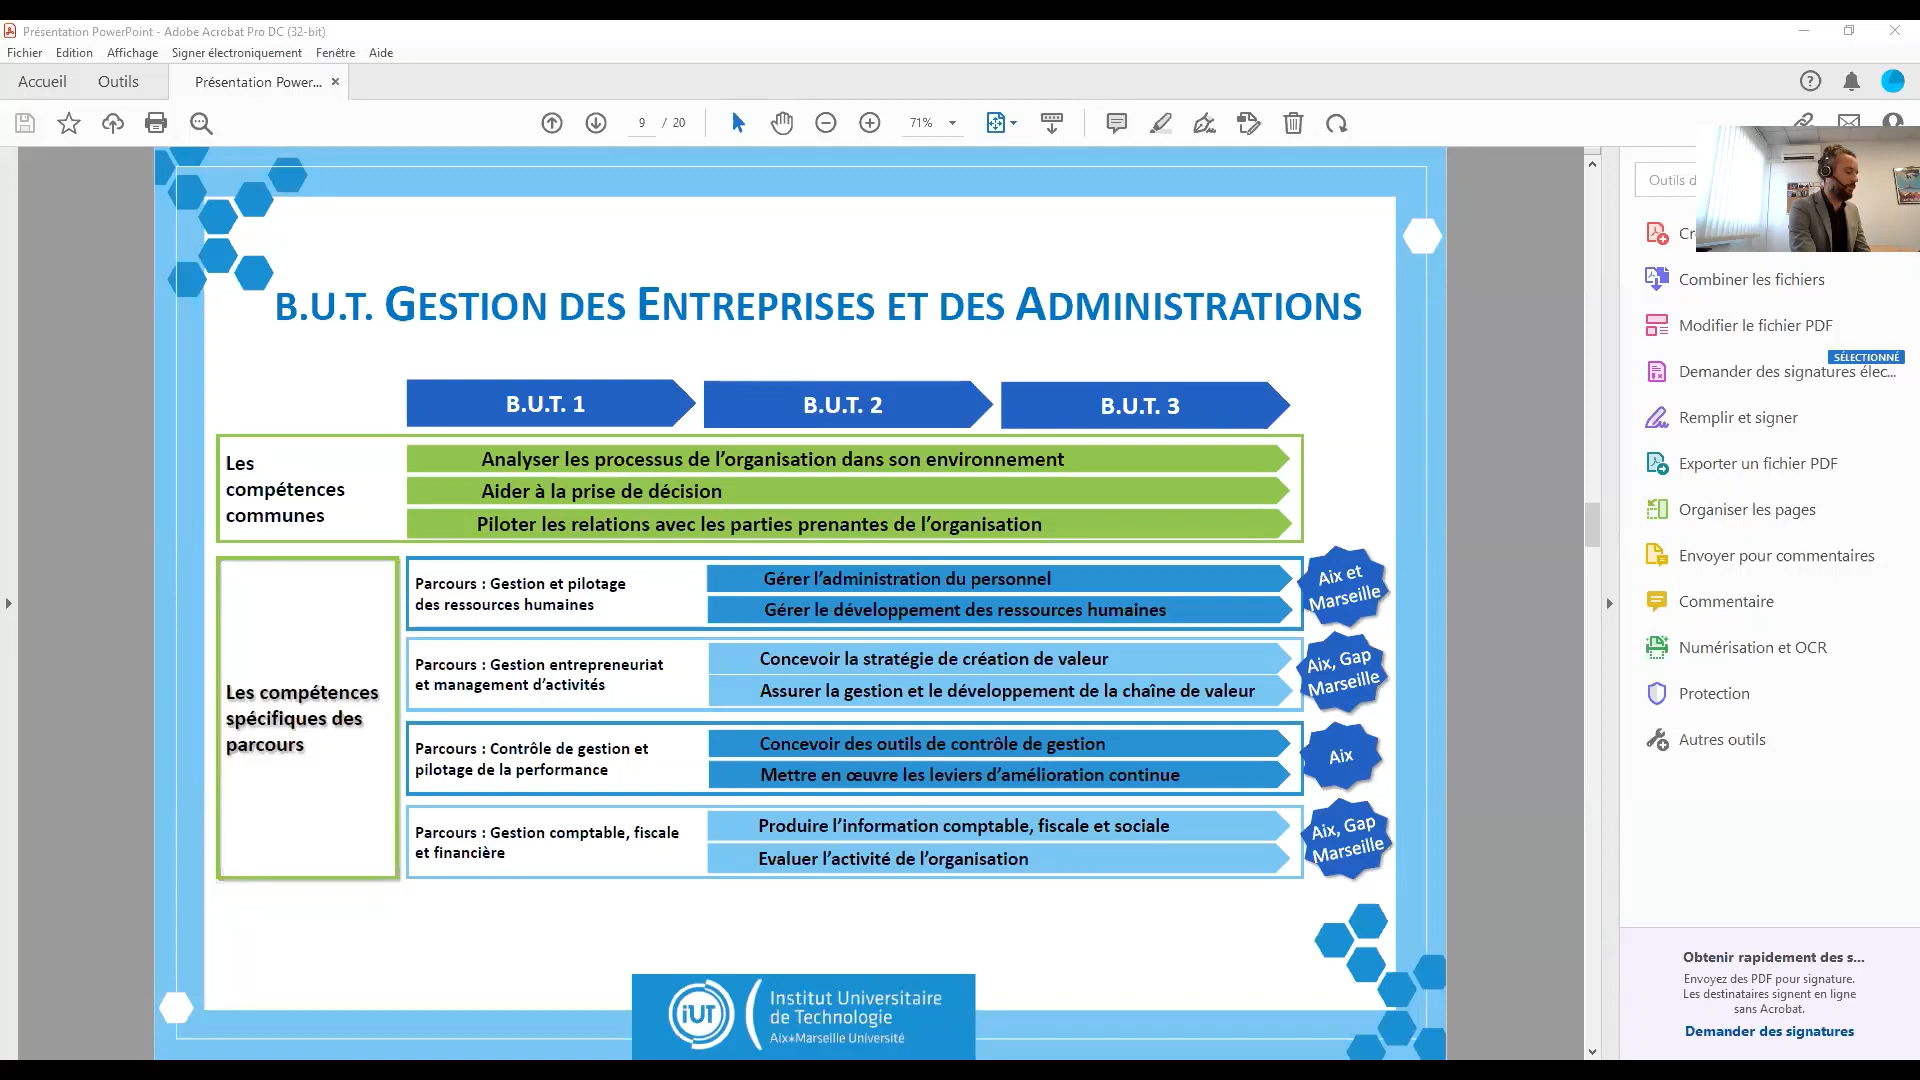 Présentation PowerPoint - Adobe Acrobat Pro DC (32-bit)
Fichier Edition Affichage Signer électroniquement Fenêtre Aide
Accueil Outils Présentation Power... ×
9 / 20 71%
B.U.T. GESTION DES ENTREPRISES ET DES ADMINISTRATIONS
B.U.T. 1 B.U.T. 2 B.U.T. 3
Les
compétences
communes
Analyser les processus de l’organisation dans son environnement
Aider à la prise de décision
Piloter les relations avec les parties prenantes de l’organisation
Les compétences
spécifiques des
parcours
Parcours : Gestion et pilotage
des ressources humaines
Gérer l’administration du personnel
Gérer le développement des ressources humaines
Aix et
Marseille
Parcours : Gestion entrepreneuriat
et management d’activités
Concevoir la stratégie de création de valeur
Assurer la gestion et le développement de la chaîne de valeur
Aix, Gap
Marseille
Parcours : Contrôle de gestion et
pilotage de la performance
Concevoir des outils de contrôle de gestion
Mettre en œuvre les leviers d’amélioration continue
Aix
Parcours : Gestion comptable, fiscale
et financière
Produire l’information comptable, fiscale et sociale
Evaluer l’activité de l’organisation
Aix, Gap
Marseille
iUT
Institut Universitaire
de Technologie
Aix*Marseille Université
Outils d
Cr
Combiner les fichiers
Modifier le fichier PDF
SÉLECTIONNÉ
Demander des signatures élec...
Remplir et signer
Exporter un fichier PDF
Organiser les pages
Envoyer pour commentaires
Commentaire
Numérisation et OCR
Protection
Autres outils
Obtenir rapidement des s...
Envoyez des PDF pour signature.
Les destinataires signent en ligne
sans Acrobat.
Demander des signatures